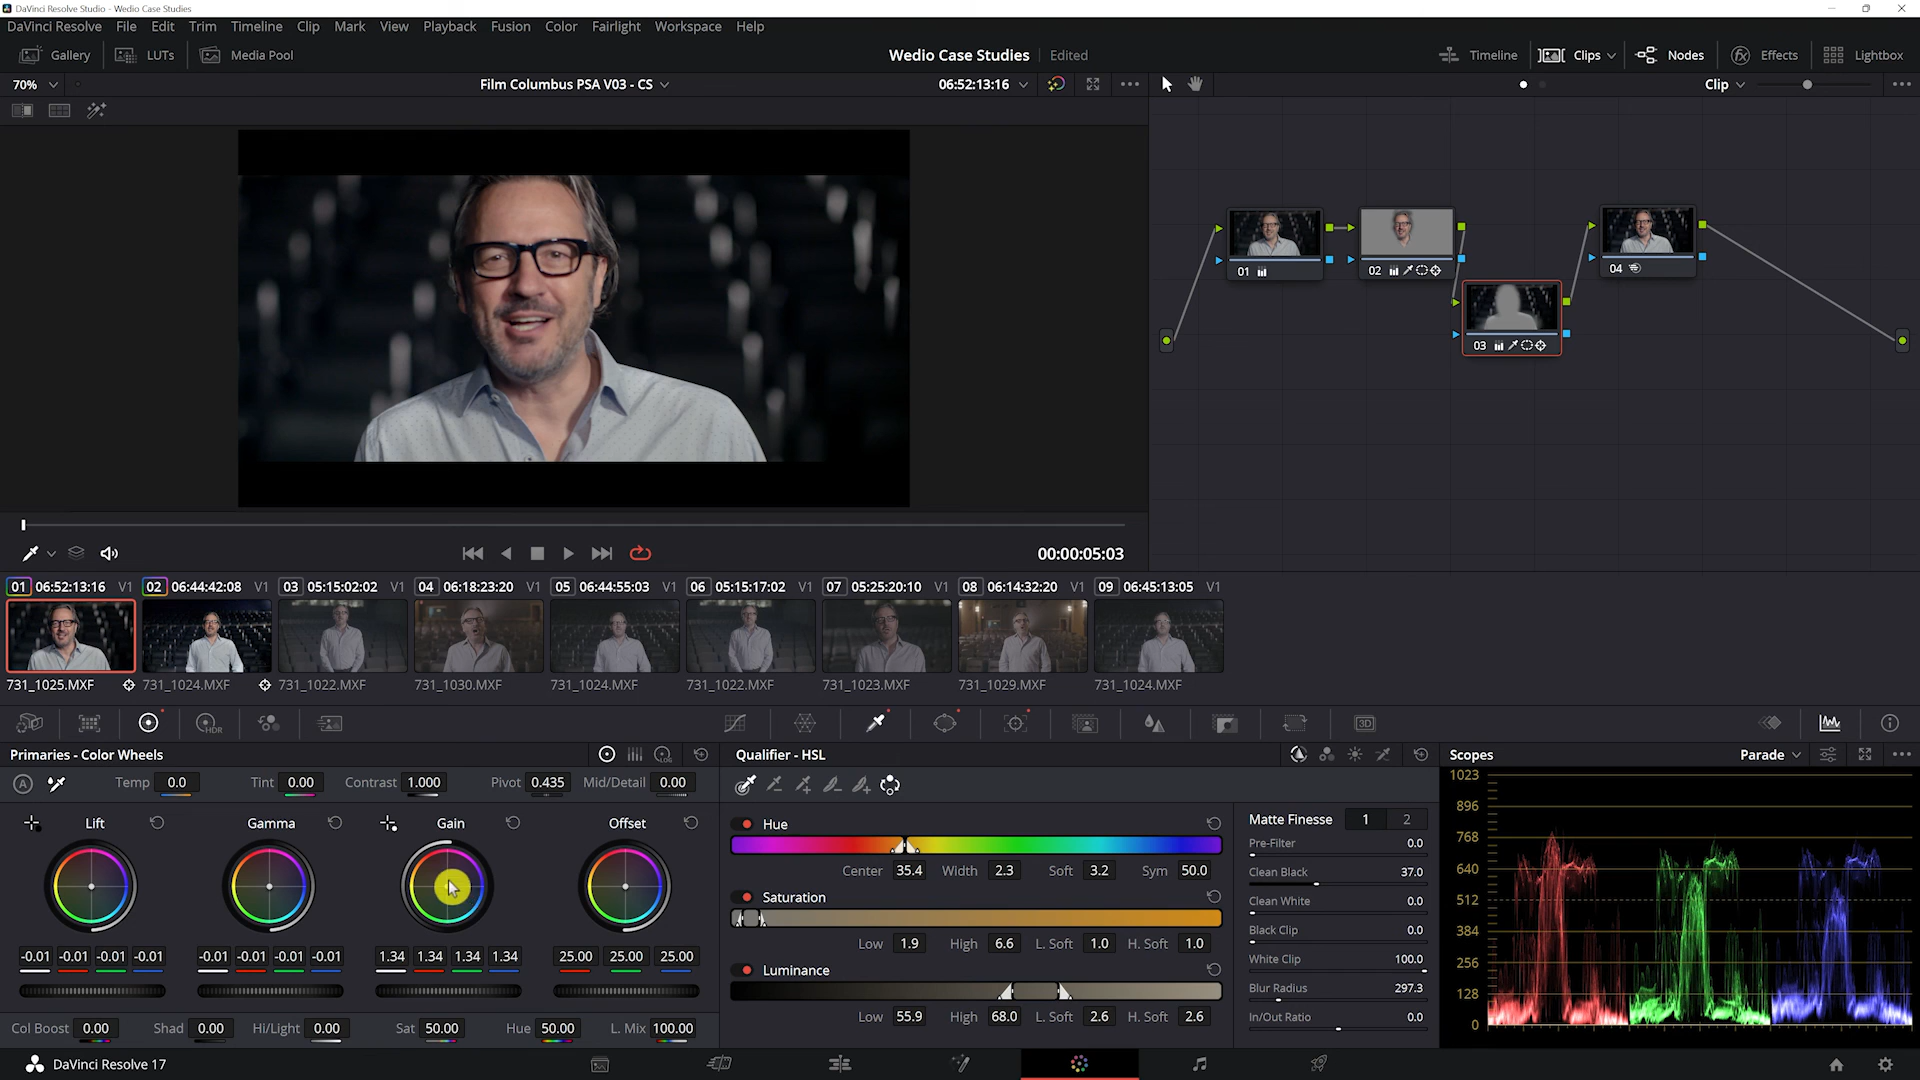 DaVinci Resolve Studio - Wedio Case Studies
DaVinci Resolve File Edit Trim Timeline Clip Mark View Playback Fusion Color Fairlight Workspace Help
Gallery LUTs Media Pool Wedio Case Studies Edited Timeline Clips Nodes Effects Lightbox
70% Film Columbus PSA V03 - CS 06:52:13:16 Clip
01 02 04
03
00:00:05:03
01 06:52:13:16 V1 02 06:44:42:08 V1 03 05:15:02:02 V1 04 06:18:23:20 V1 05 06:44:55:03 V1 06 05:15:17:02 V1 07 05:25:20:10 V1 08 06:14:32:20 V1 09 06:45:13:05 V1
731_1025.MXF 731_1024.MXF 731_1022.MXF 731_1030.MXF 731_1024.MXF 731_1022.MXF 731_1023.MXF 731_1029.MXF 731_1024.MXF
HDR 3D
Primaries - Color Wheels LOG Qualifier - HSL Scopes Parade
A Temp 0.0 Tint 0.00 Contrast 1.000 Pivot 0.435 Mid/Detail 0.00
Lift Gamma Gain Offset
-0.01 -0.01 -0.01 -0.01 -0.01 -0.01 -0.01 -0.01 1.34 1.34 1.34 1.34 25.00 25.00 25.00
Col Boost 0.00 Shad 0.00 Hi/Light 0.00 Sat 50.00 Hue 50.00 L. Mix 100.00
Hue
Center 35.4 Width 2.3 Soft 3.2 Sym 50.0
Saturation
Low 1.9 High 6.6 L. Soft 1.0 H. Soft 1.0
Luminance
Low 55.9 High 68.0 L. Soft 2.6 H. Soft 2.6
Matte Finesse 1 2
Pre-Filter 0.0
Clean Black 37.0
Clean White 0.0
Black Clip 0.0
White Clip 100.0
Blur Radius 297.3
In/Out Ratio 0.0
1023
896
768
640
512
384
256
128
0
DaVinci Resolve 17